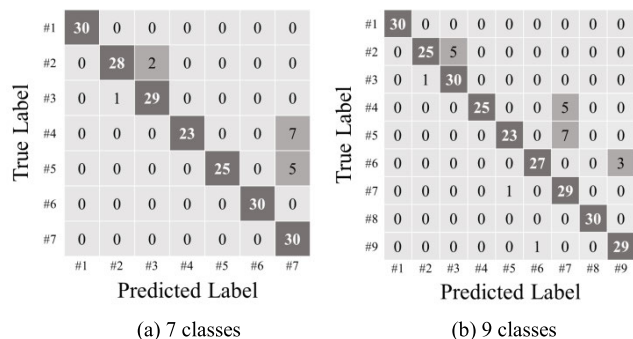 #1 30 0 0 0 0 0 0
#2 0 28 2 0 0 0 0
#3 0 1 29 0 0 0 0
#4 0 0 0 23 0 0 7
#5 0 0 0 0 25 0 5
#6 0 0 0 0 0 30 0
#7 0 0 0 0 0 0 30
#1 #2 #3 #4 #5 #6 #7
True Label
Predicted Label
(a) 7 classes
#1 30 0 0 0 0 0 0 0 0
#2 0 25 5 0 0 0 0 0 0
#3 0 1 30 0 0 0 0 0 0
#4 0 0 0 25 0 0 5 0 0
#5 0 0 0 0 23 0 7 0 0
#6 0 0 0 0 0 27 0 0 3
#7 0 0 0 0 1 0 29 0 0
#8 0 0 0 0 0 0 0 30 0
#9 0 0 0 0 0 1 0 0 29
#1 #2 #3 #4 #5 #6 #7 #8 #9
True Label
Predicted Label
(b) 9 classes